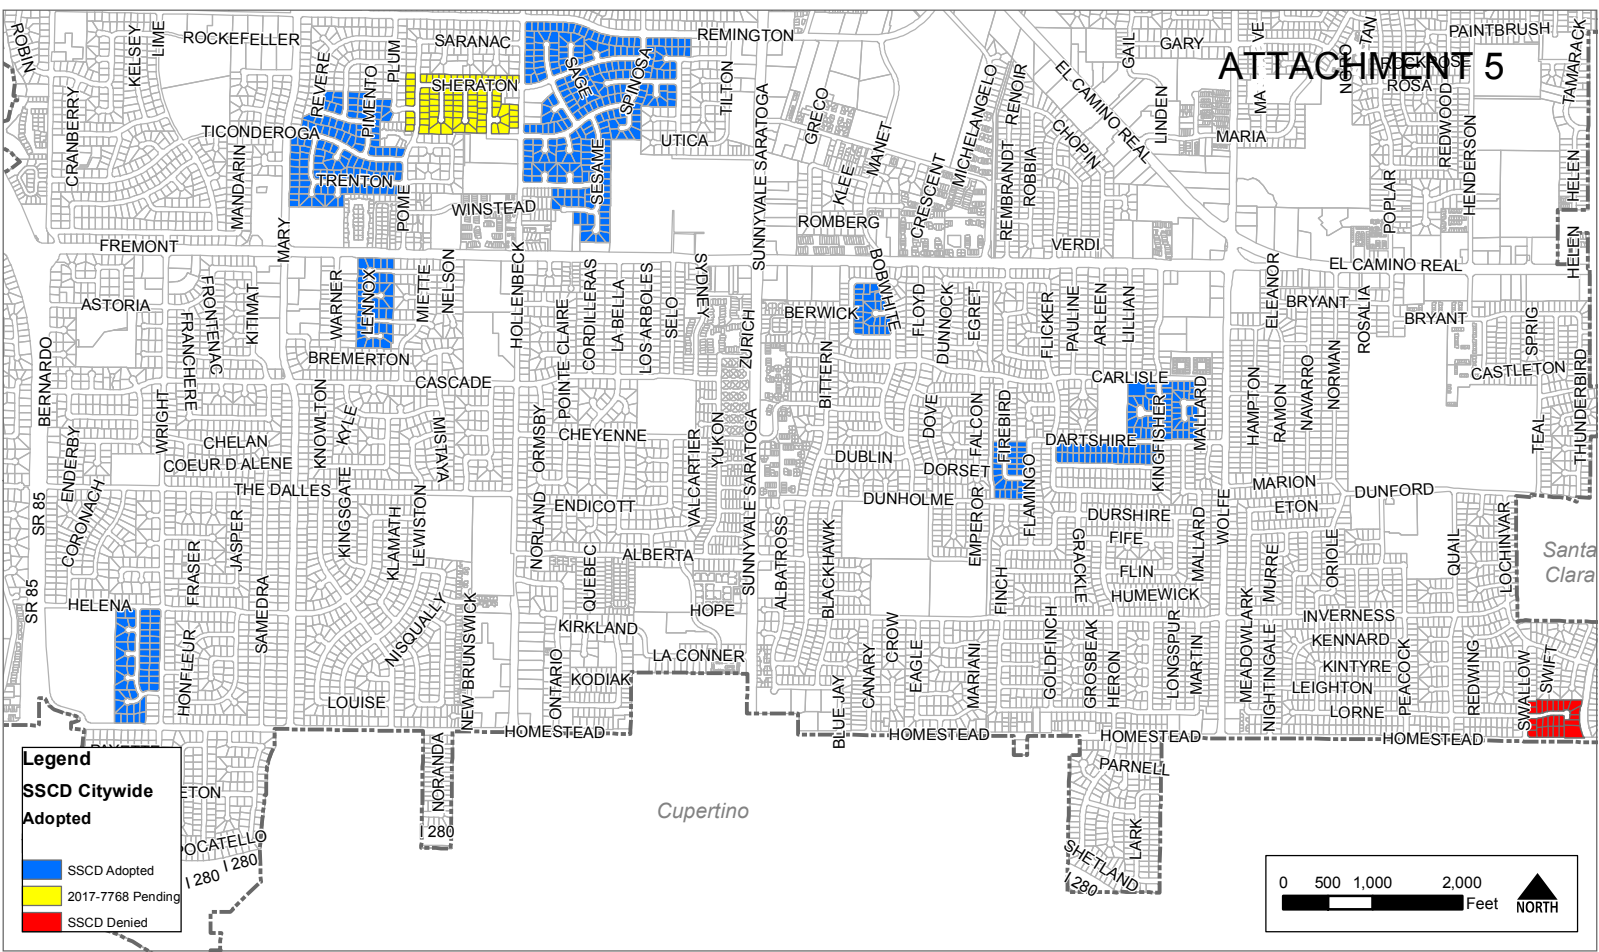 ATTACHMENT 5
ROBIN
KELSEY
LIME
ROCKEFELLER
REVERE
PIMENTO
PLUM
SARANAC
SHERATON
SAGE
SPINOSA
REMINGTON
TILTON
UTICA
SUNNYVALE SARATOGA
GRECO
MANET
KLEE
CRESCENT
MICHELANGELO
RENOIR
REMBRANDT
ROBBIA
EL CAMINO REAL
CHOPIN
GAIL
GARY
LINDEN
MARIA
VE
MA
TAN
PAINTBRUSH
ROSA
REDWOOD
HENDERSON
TAMARACK
HELEN
POPLAR
CRANBERRY
TICONDEROGA
MANDARIN
TRENTON
POME
WINSTEAD
SESAME
ROMBERG
VERDI
EL CAMINO REAL
HELEN
FREMONT
MARY
ASTORIA
FRONTENAC
FRANCHERE
KITIMAT
WARNER
LENNOX
METTE
NELSON
HOLLENBECK
BREMERTON
POINTE CLAIRE
CORDILLERAS
LA BELLA
LOS ARBOLES
SELO
SYDNEY
ZURICH
BERWICK
BOBWHITE
FLOYD
DUNNOCK
EGRET
FLICKER
PAULINE
ARLEEN
LILLIAN
ELEANOR
BRYANT
ROSALIA
BRYANT
SPRIG
CASTLETON
THUNDERBIRD
BERNARDO
WRIGHT
CASCADE
BITTERN
CARLISLE
KINGFISHER
MALLARD
HAMPTON
RAMON
NAVARRO
NORMAN
TEAL
ENDERBY
CHELAN
COEUR D ALENE
KNOWLTON
KYLE
MISTAYA
ORMSBY
CHEYENNE
YUKON
VALCARTIER
SUNNYVALE SARATOGA
DOVE
FALCON
FIREBIRD
DARTSHIRE
DUBLIN
DORSET
FLAMINGO
DUNHOLME
EMPEROR
THE DALLES
SR 85
CORONACH
KINGSGATE
KLAMATH
LEWISTON
NORLAND
ENDICOTT
ALBERTA
ALBATROSS
BLACKHAWK
DURSHIRE
FIFE
FLIN
HUMEWICK
GRACKLE
MALLARD
WOLFE
MARION
ETON
DUNFORD
ORIOLE
MURRE
QUAIL
LOCHINVAR
Santa
Clara
SR 85
HELENA
FRASER
JASPER
SAMEDRA
HONFLEUR
NISQUALLY
LOUISE
NEW BRUNSWICK
QUEBEC
KIRKLAND
HOPE
LA CONNER
ONTARIO
KODIAK
CROW
CANARY
EAGLE
BLUE JAY
MARIANI
FINCH
GOLDFINCH
GROSBEAK
HERON
LONGSPUR
MARTIN
MEADOWLARK
NIGHTINGALE
INVERNESS
KENNARD
KINTYRE
LEIGHTON
LORNE
PEACOCK
REDWING
SWALLOW
SWIFT
HOMESTEAD
HOMESTEAD
HOMESTEAD
HOMESTEAD
NORANDA
I 280
PARNELL
LARK
SHETLAND
I 280
Cupertino
ETON
POCATELLO
I 280
I 280
Legend
SSCD Citywide
Adopted
SSCD Adopted
2017-7768 Pending
SSCD Denied
0 500 1,000 2,000
Feet
NORTH